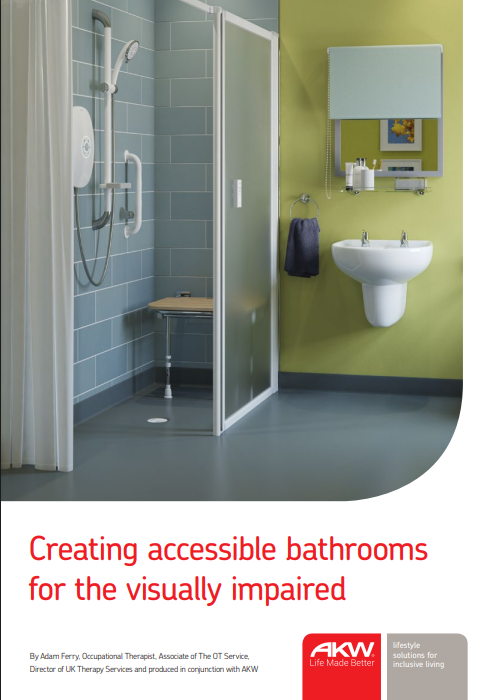 Creating accessible bathrooms
for the visually impaired
By Adam Ferry, Occupational Therapist, Associate of The OT Service,
Director of UK Therapy Services and produced in conjunction with AKW
AKW
Life Made Better
lifestyle
solutions for
inclusive living